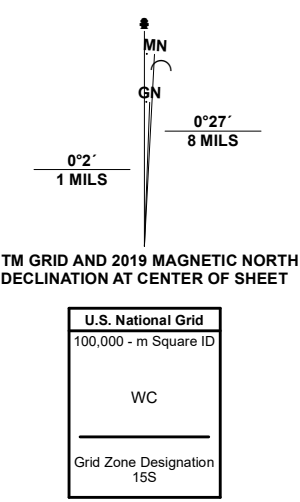 MN
GN
0°27´
8 MILS
0°2´
1 MILS
TM GRID AND 2019 MAGNETIC NORTH
DECLINATION AT CENTER OF SHEET
U.S. National Grid
100,000 - m Square ID
WC
Grid Zone Designation
15S